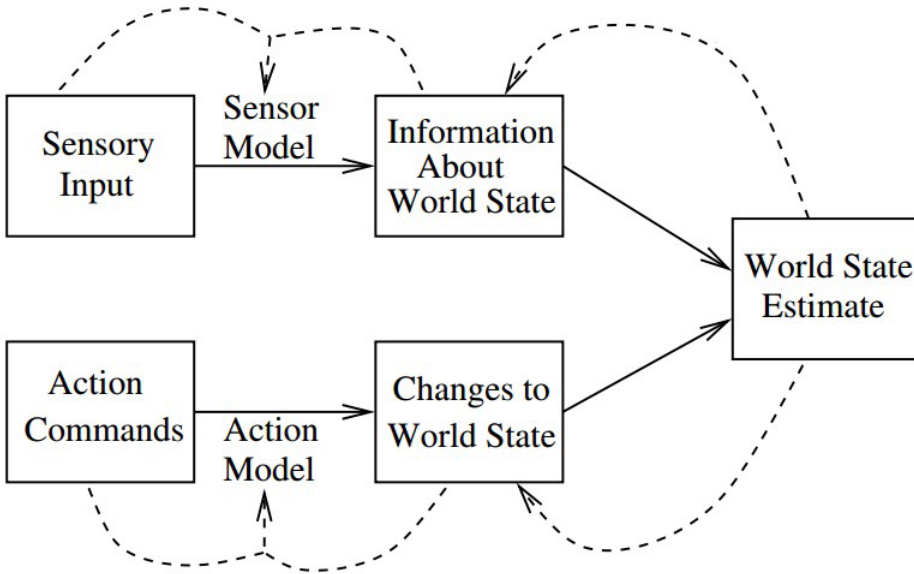 Sensory
Input
Sensor
Model
Information
About
World State
World State
Estimate
Action
Commands
Action
Model
Changes to
World State